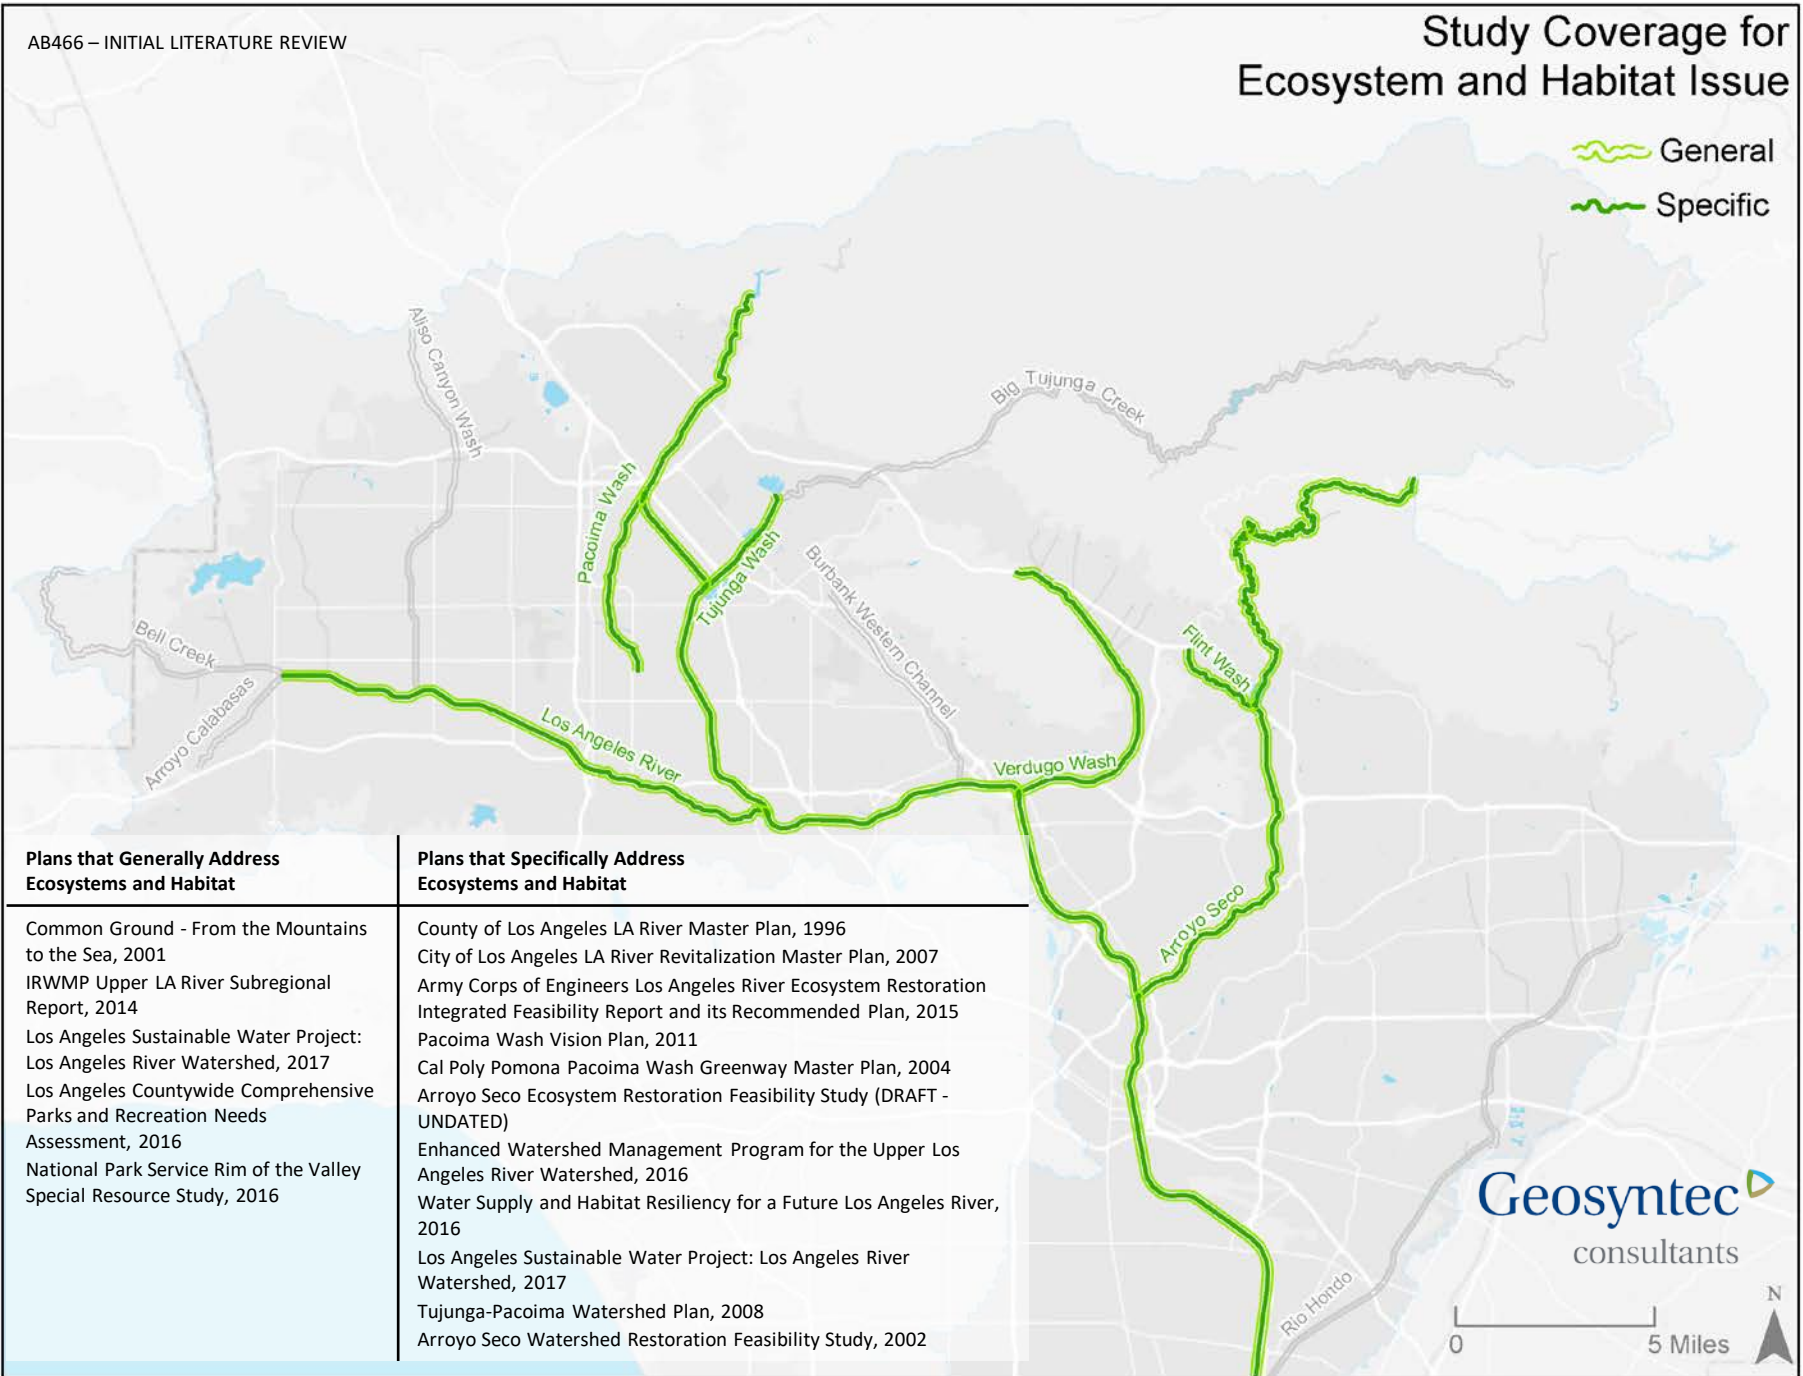 AB466 – INITIAL LITERATURE REVIEW
Study Coverage for
Ecosystem and Habitat Issue
General
Specific
Aliso Canyon Wash
Big Tujunga Creek
Pacoima Wash
Tujunga Wash
Burbank Western Channel
Bell Creek
Flint Wash
Arroyo Calabasas
Los Angeles River
Verdugo Wash
Arroyo Seco
Rio Hondo
Plans that Generally Address
Ecosystems and Habitat
Common Ground - From the Mountains
to the Sea, 2001
IRWMP Upper LA River Subregional
Report, 2014
Los Angeles Sustainable Water Project:
Los Angeles River Watershed, 2017
Los Angeles Countywide Comprehensive
Parks and Recreation Needs
Assessment, 2016
National Park Service Rim of the Valley
Special Resource Study, 2016
Plans that Specifically Address
Ecosystems and Habitat
County of Los Angeles LA River Master Plan, 1996
City of Los Angeles LA River Revitalization Master Plan, 2007
Army Corps of Engineers Los Angeles River Ecosystem Restoration
Integrated Feasibility Report and its Recommended Plan, 2015
Pacoima Wash Vision Plan, 2011
Cal Poly Pomona Pacoima Wash Greenway Master Plan, 2004
Arroyo Seco Ecosystem Restoration Feasibility Study (DRAFT -
UNDATED)
Enhanced Watershed Management Program for the Upper Los
Angeles River Watershed, 2016
Water Supply and Habitat Resiliency for a Future Los Angeles River,
2016
Los Angeles Sustainable Water Project: Los Angeles River
Watershed, 2017
Tujunga-Pacoima Watershed Plan, 2008
Arroyo Seco Watershed Restoration Feasibility Study, 2002
Geosyntec
consultants
N
0 5 Miles